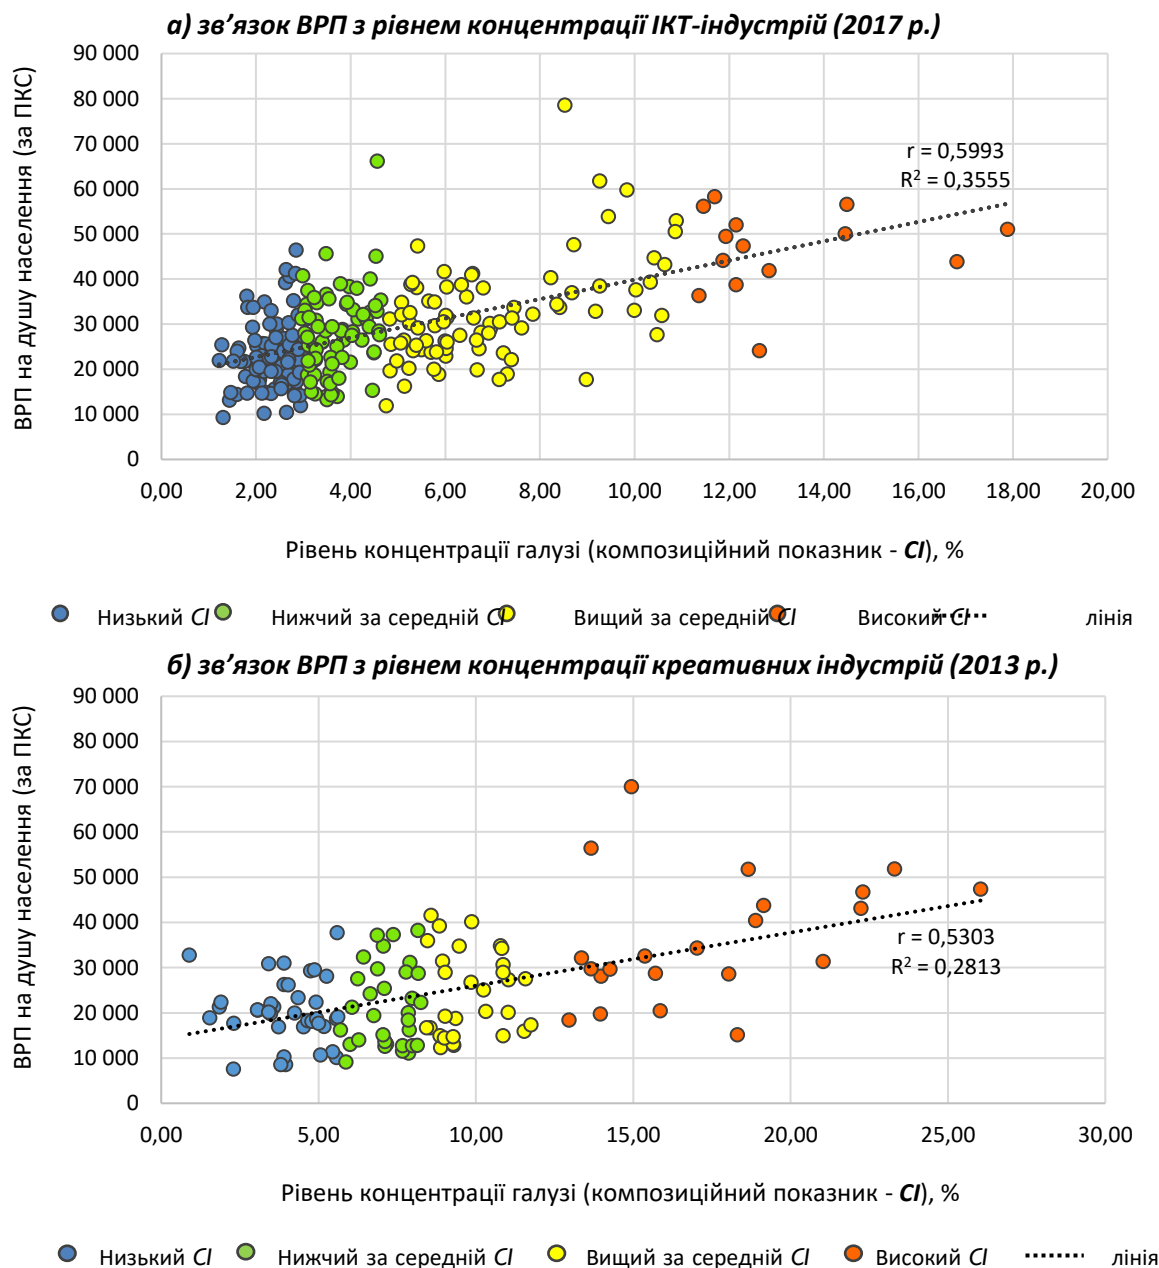 а) зв’язок ВРП з рівнем концентрації ІКТ-індустрій (2017 р.)
ВРП на душу населення (за ПКС)
90 000
80 000
70 000
60 000
50 000
40 000
30 000
20 000
10 000
0
r = 0,5993
R² = 0,3555
0,00 2,00 4,00 6,00 8,00 10,00 12,00 14,00 16,00 18,00 20,00
Рівень концентрації галузі (композиційний показник - CI), %
Низький CI Нижчий за середній CI Вищий за середній CI Високий CI лінія
б) зв’язок ВРП з рівнем концентрації креативних індустрій (2013 р.)
ВРП на душу населення (за ПКС)
90 000
80 000
70 000
60 000
50 000
40 000
30 000
20 000
10 000
0
r = 0,5303
R² = 0,2813
0,00 5,00 10,00 15,00 20,00 25,00 30,00
Рівень концентрації галузі (композиційний показник - CI), %
Низький CI Нижчий за середній CI Вищий за середній CI Високий CI лінія